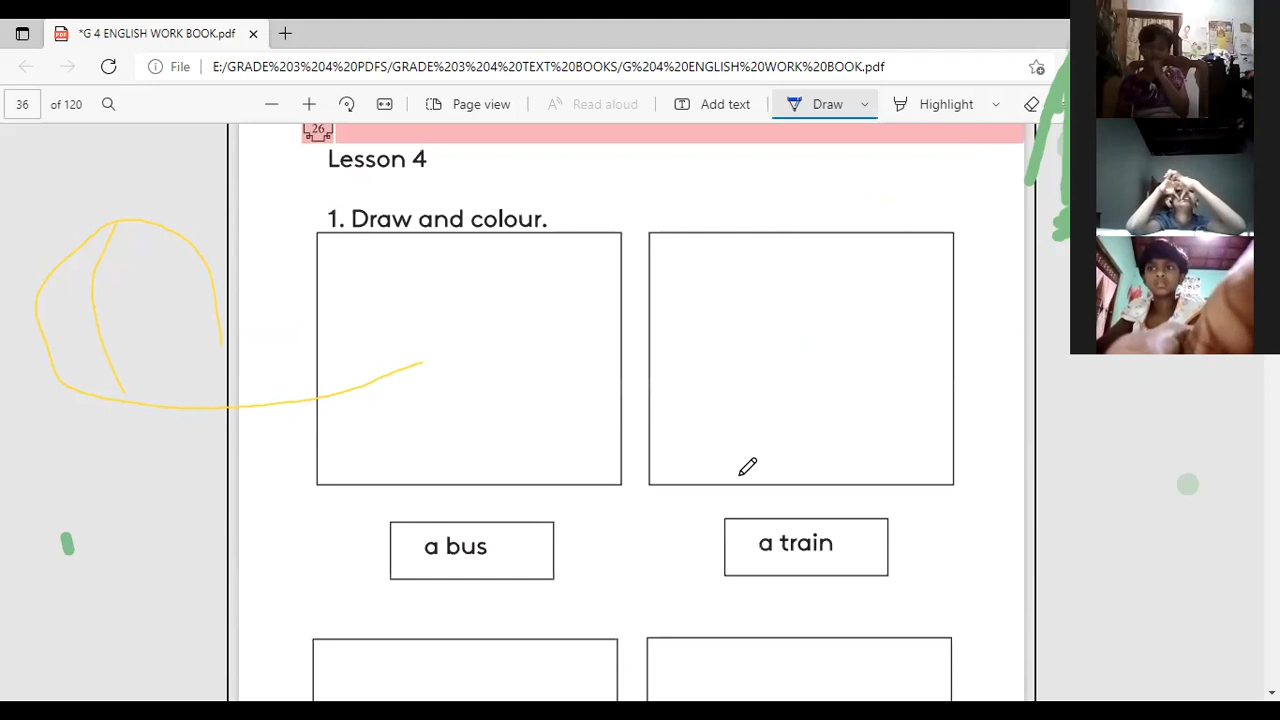 *G 4 ENGLISH WORK BOOK.pdf
File E:/GRADE%203%204%20PDFS/GRADE%203%204%20TEXT%20BOOKS/G%204%20ENGLISH%20WORK%20BOOK.pdf
36 of 120 Page view Read aloud Add text Draw Highlight
26
Lesson 4
1. Draw and colour.
a bus
a train